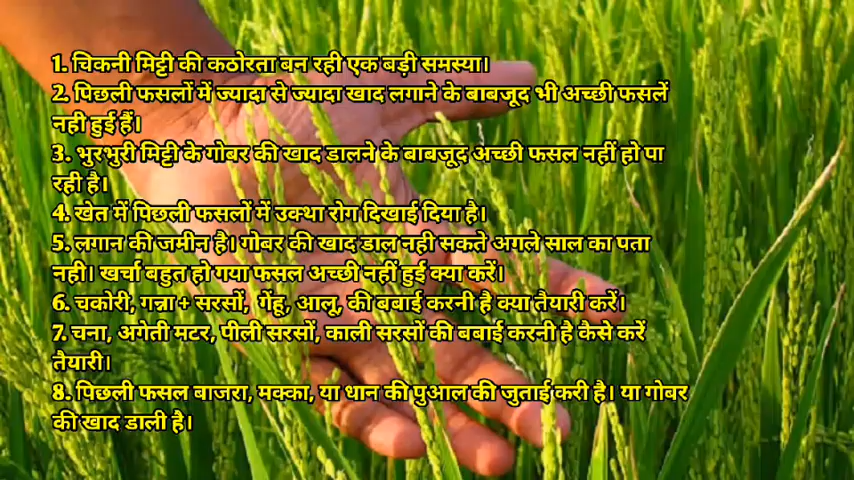 1. चिकनी मिट्टी की कठोरता बन रही एक बड़ी समस्या।
2. पिछली फसलों में ज्यादा से ज्यादा खाद लगाने के बाबजूद भी अच्छी फसलें
नही हुई हैं।
3. भुरभुरी मिट्टी के गोबर की खाद डालने के बाबजूद अच्छी फसल नहीं हो पा
रही है।
4. खेत में पिछली फसलों में उक्था रोग दिखाई दिया है।
5. लगान की जमीन है। गोबर की खाद डाल नही सकते अगले साल का पता
नही। खर्चा बहुत हो गया फसल अच्छी नहीं हुई क्या करें।
6. चकोरी, गन्ना + सरसों, गेंहू, आलू, की बबाई करनी है क्या तैयारी करें।
7. चना, अगेती मटर, पीली सरसों, काली सरसों की बबाई करनी है कैसे करें
तैयारी।
8. पिछली फसल बाजरा, मक्का, या धान की पुआल की जुताई करी है। या गोबर
की खाद डाली है।